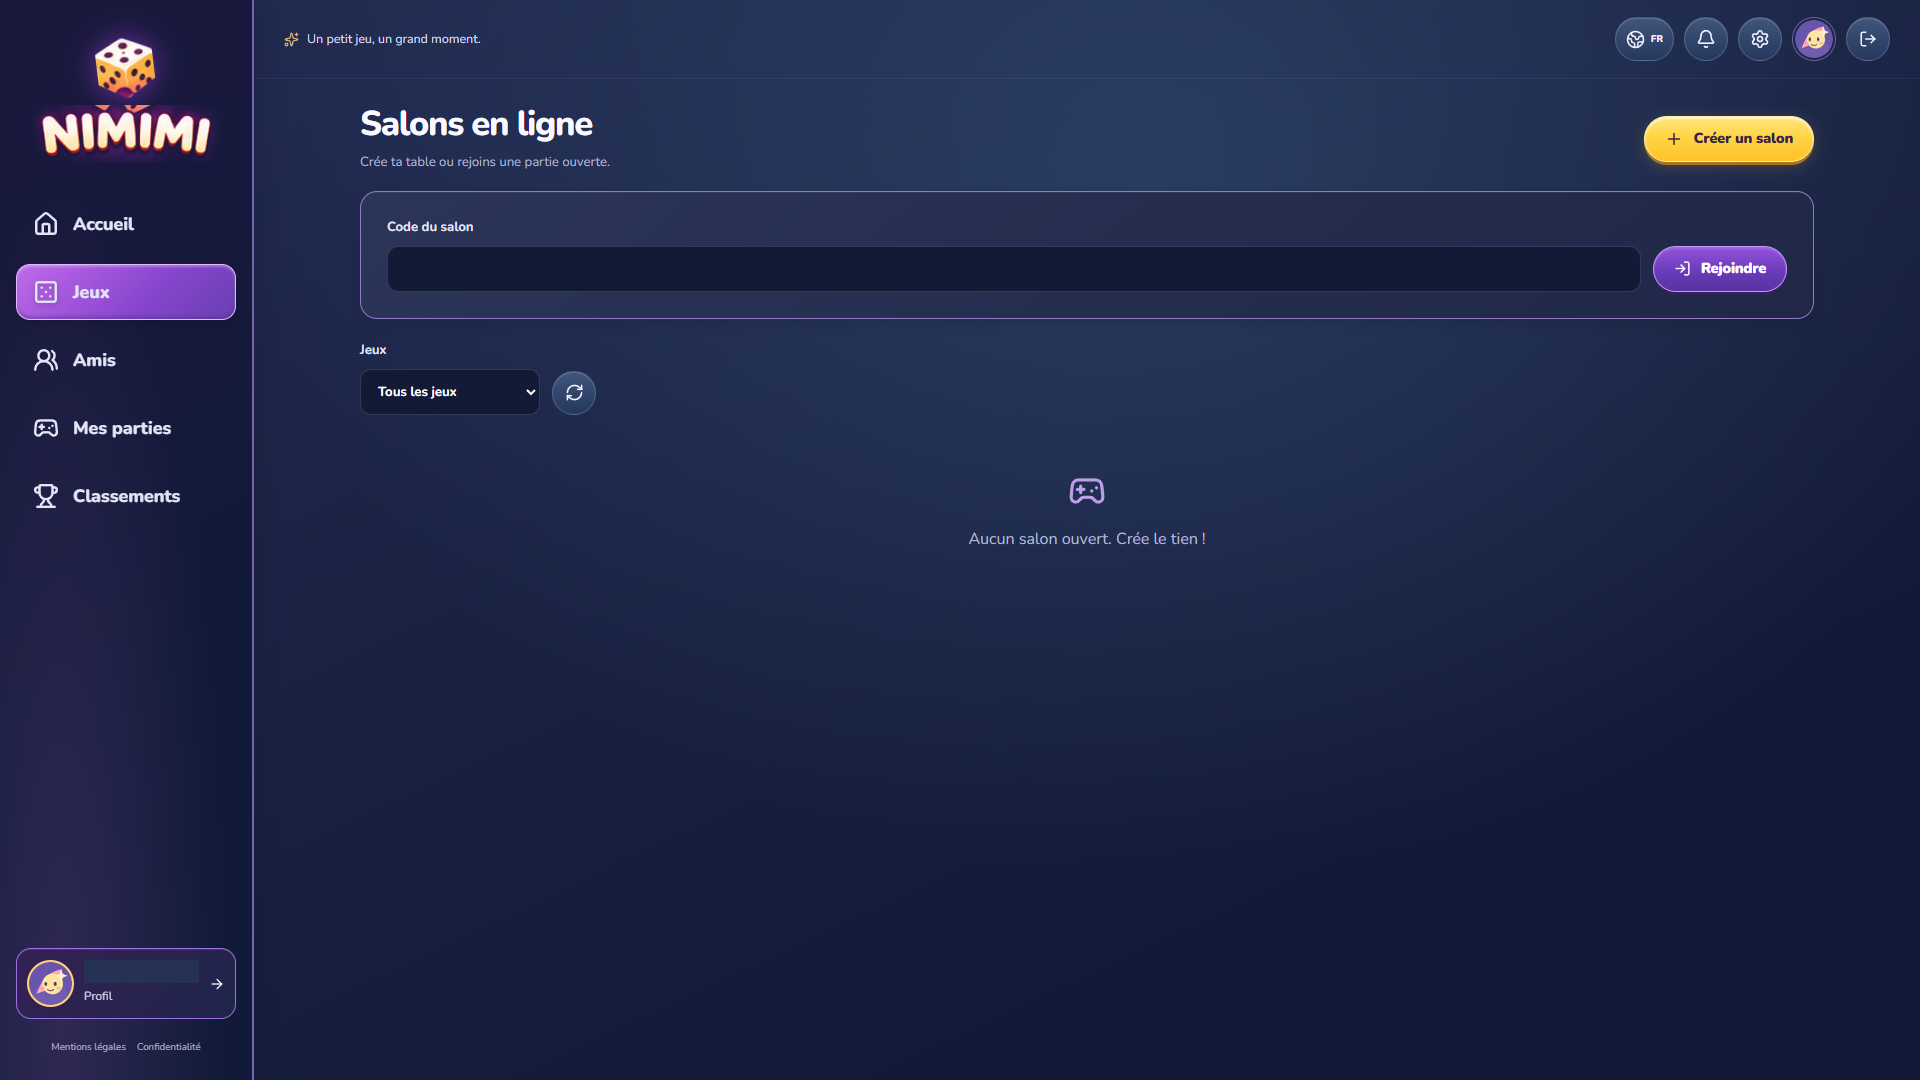 NIMIMI
Accueil
Jeux
Amis
Mes parties
Classements
Profil
Mentions légales Confidentialité
Un petit jeu, un grand moment.
FR
Salons en ligne
Crée ta table ou rejoins une partie ouverte.
Créer un salon
Code du salon
Rejoindre
Jeux
Tous les jeux
Aucun salon ouvert. Crée le tien !